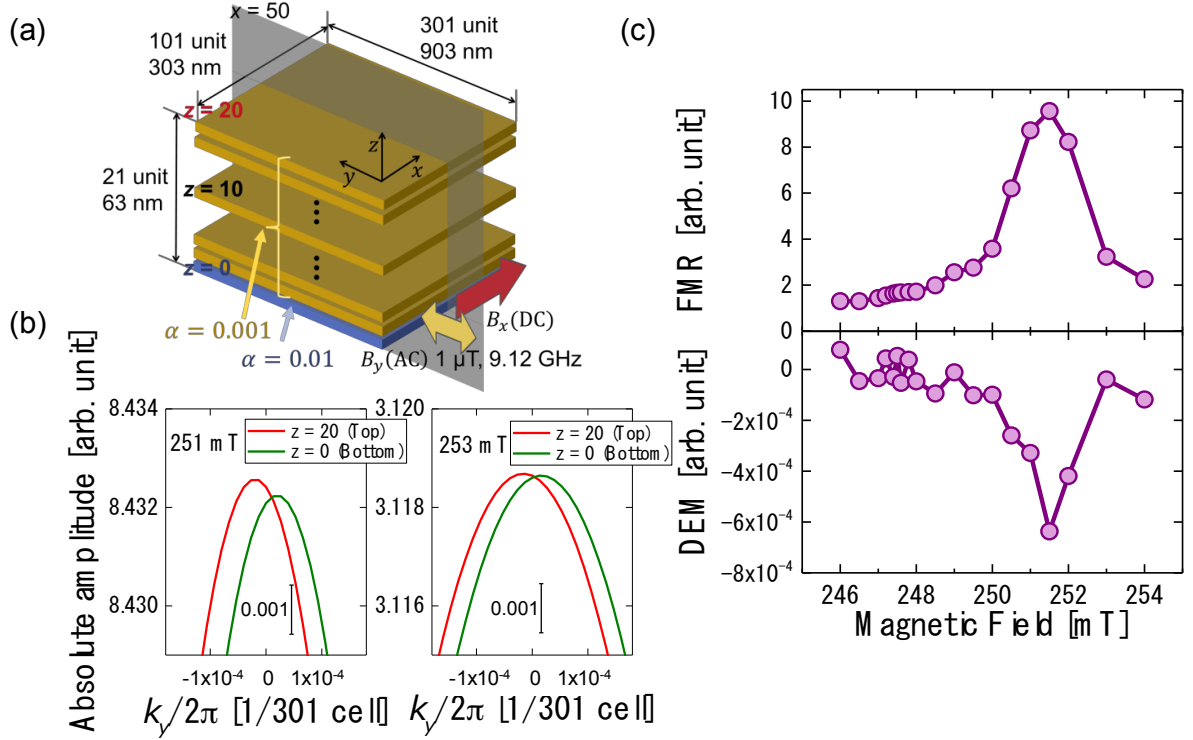 (a)
x = 50
101 unit
303 nm
301 unit
903 nm
z = 20
21 unit
63 nm
z = 10
z = 0
z
y
x
α = 0.001
α = 0.01
B_x(DC)
B_y(AC) 1 μT, 9.12 GHz
(b)
Absolute amplitude [arb. unit]
8.434
8.432
8.430
251 mT
z = 20 (Top)
z = 0 (Bottom)
0.001
-1x10⁻⁴ 0 1x10⁻⁴
k_y/2π [1/301 cell]
3.120
3.118
3.116
253 mT
z = 20 (Top)
z = 0 (Bottom)
0.001
-1x10⁻⁴ 0 1x10⁻⁴
k_y/2π [1/301 cell]
(c)
FMR [arb. unit]
10
8
6
4
2
0
DEM [arb. unit]
0
-2x10⁻⁴
-4x10⁻⁴
-6x10⁻⁴
-8x10⁻⁴
246 248 250 252 254
Magnetic Field [mT]